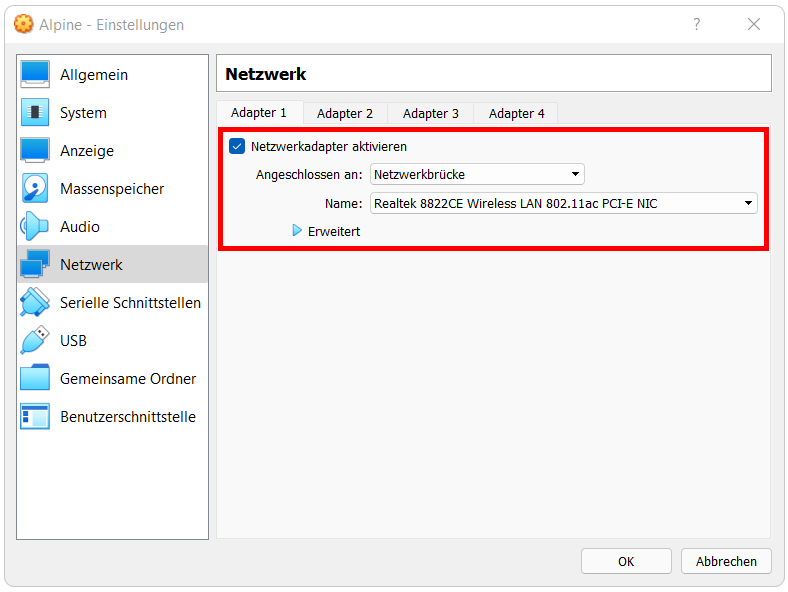 Alpine - Einstellungen
?
Allgemein
System
Anzeige
Massenspeicher
Audio
Netzwerk
Serielle Schnittstellen
USB
Gemeinsame Ordner
Benutzerschnittstelle
Netzwerk
Adapter 1 Adapter 2 Adapter 3 Adapter 4
Netzwerkadapter aktivieren
Angeschlossen an: Netzwerkbrücke
Name: Realtek 8822CE Wireless LAN 802.11ac PCI-E NIC
Erweitert
OK Abbrechen